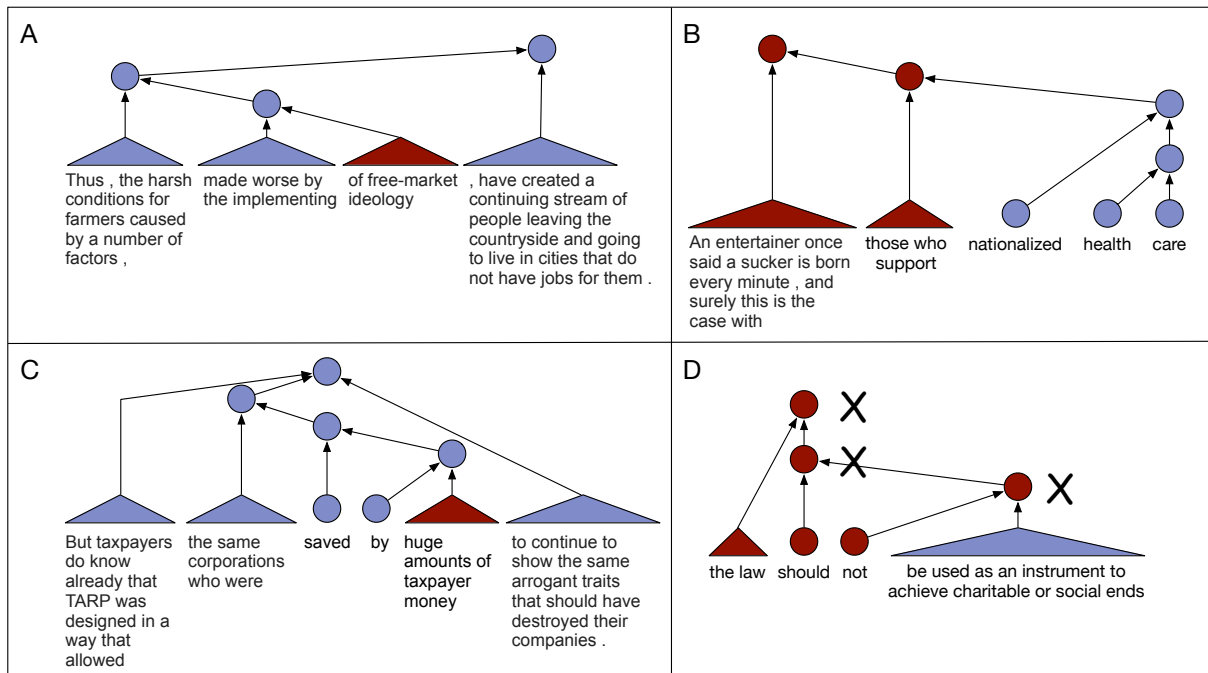 A
Thus , the harsh
conditions for
farmers caused
by a number of
factors ,
made worse by
the implementing
of free-market
ideology
, have created a
continuing stream of
people leaving the
countryside and going
to live in cities that do
not have jobs for them .
B
An entertainer once
said a sucker is born
every minute , and
surely this is the
case with
those who
support
nationalized
health
care
C
But taxpayers
do know
already that
TARP was
designed in a
way that
allowed
the same
corporations
who were
saved
by
huge
amounts of
taxpayer
money
to continue to
show the same
arrogant traits
that should have
destroyed their
companies .
D
X
X
X
the law
should
not
be used as an instrument to
achieve charitable or social ends